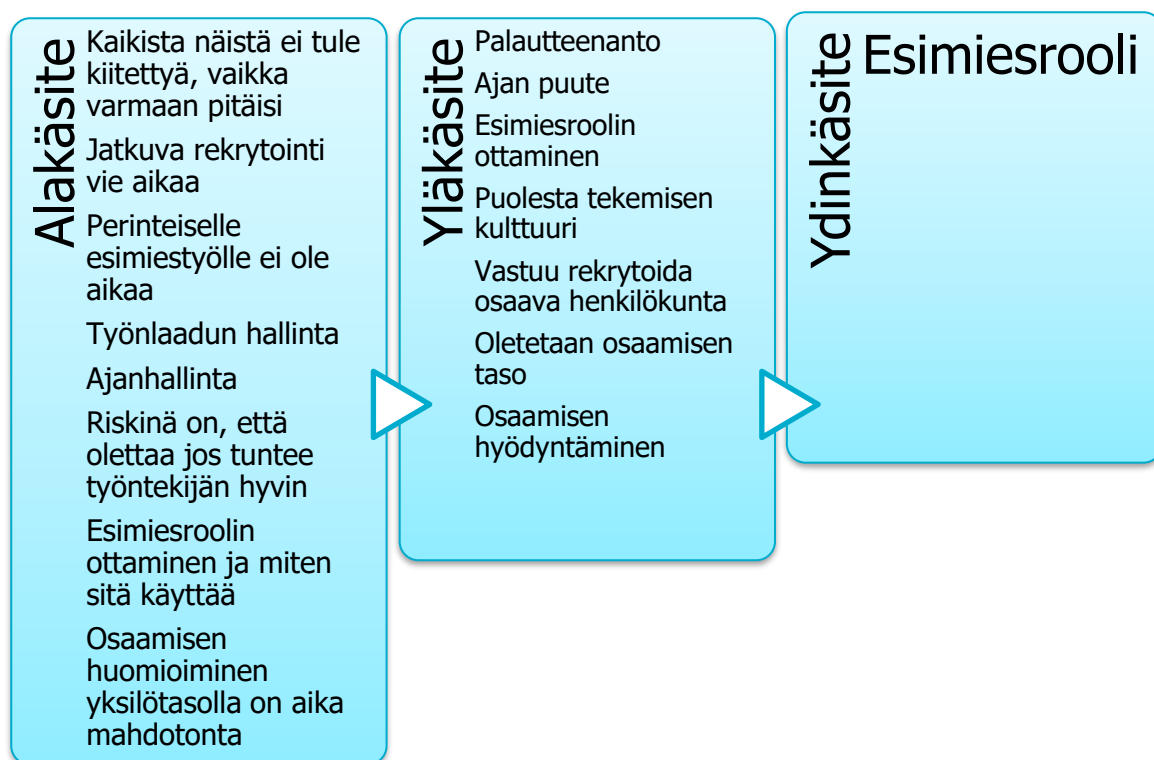 Alakäsite
Kaikista näistä ei tule
kiitettyä, vaikka
varmaan pitäisi
Jatkuva rekrytointi
vie aikaa
Perinteiselle
esimiestyölle ei ole
aikaa
Työnlaadun hallinta
Ajanhallinta
Riskinä on, että
olettaa jos tuntee
työntekijän hyvin
Esimiesroolin
ottaminen ja miten
sitä käyttää
Osaamisen
huomioiminen
yksilötasolla on aika
mahdotonta
Yläkäsite
Palautteenanto
Ajan puute
Esimiesroolin
ottaminen
Puolesta tekemisen
kulttuuri
Vastuu rekrytoida
osaava henkilökunta
Oletetaan osaamisen
taso
Osaamisen
hyödyntäminen
Ydinkäsite
Esimiesrooli